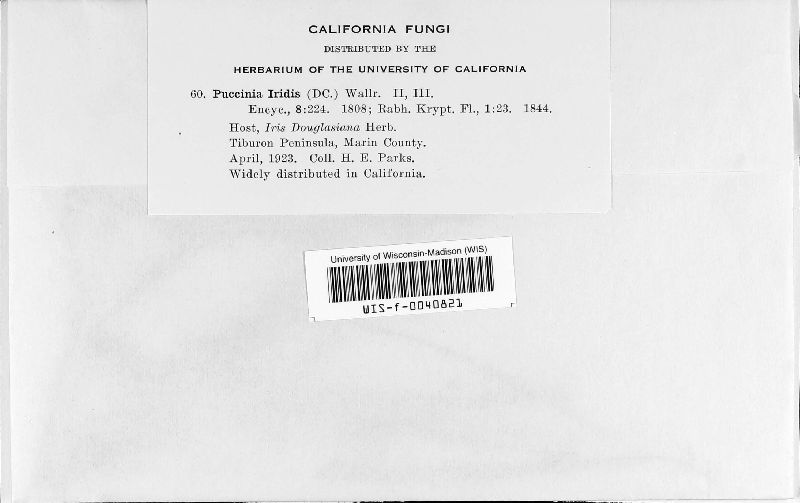 CALIFORNIA FUNGI
DISTRIBUTED BY THE
HERBARIUM OF THE UNIVERSITY OF CALIFORNIA
60. Puccinia Iridis (DC.) Wallr. II, III.
Encyc., 8:224. 1808; Rabh. Krypt. Fl., 1:23. 1844.
Host, Iris Douglasiana Herb.
Tiburon Peninsula, Marin County.
April, 1923. Coll. H. E. Parks.
Widely distributed in California.
University of Wisconsin-Madison (WIS)
WIS-f-0040821